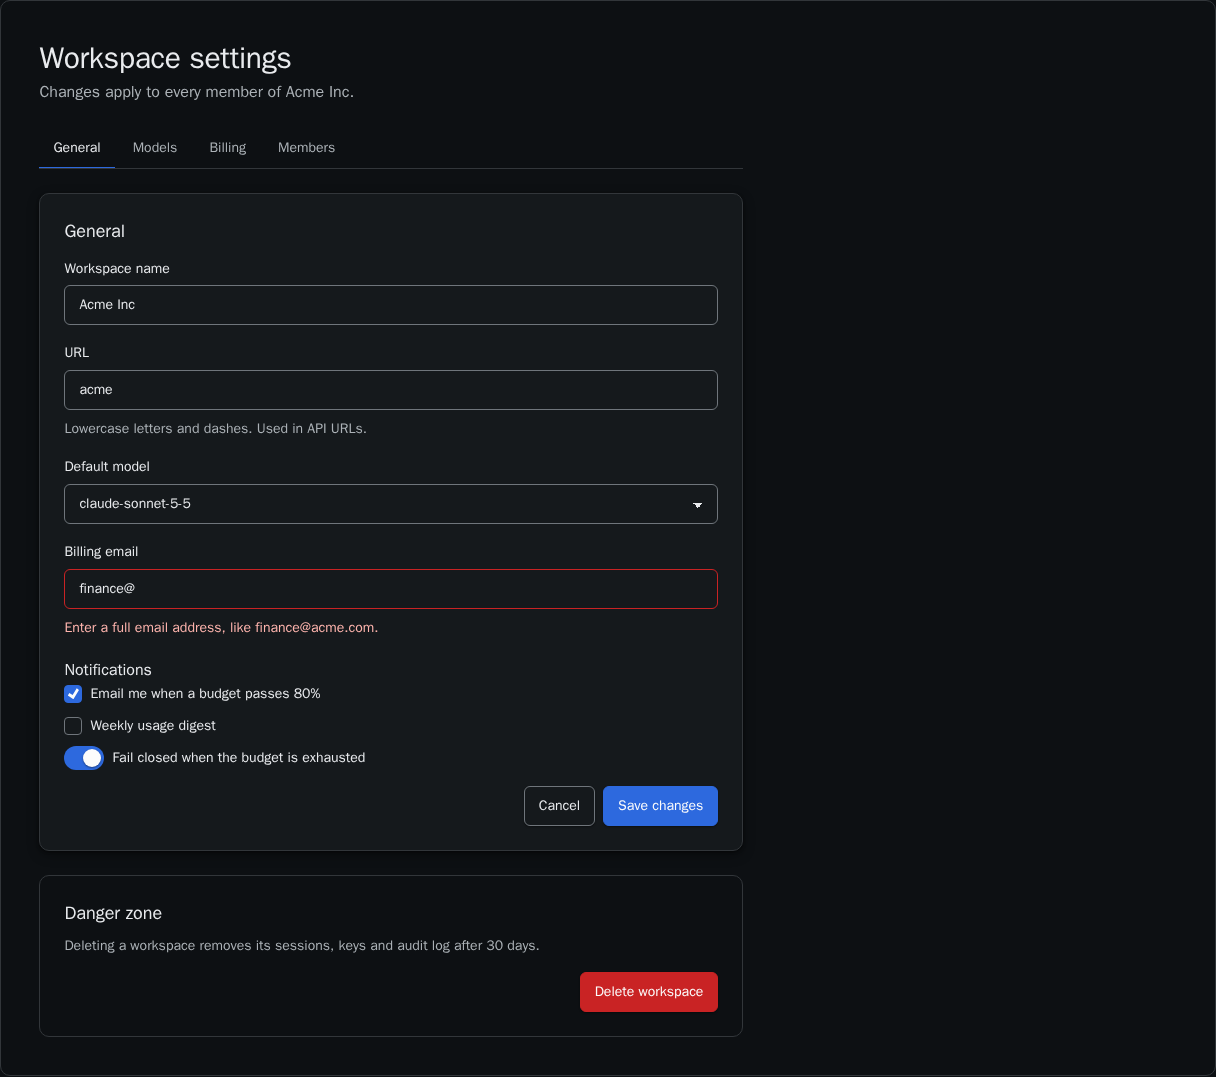 Workspace settings
Changes apply to every member of Acme Inc.
General Models Billing Members
General
Workspace name
Acme Inc
URL
acme
Lowercase letters and dashes. Used in API URLs.
Default model
claude-sonnet-5-5
Billing email
finance@
Enter a full email address, like finance@acme.com.
Notifications
Email me when a budget passes 80%
Weekly usage digest
Fail closed when the budget is exhausted
Cancel Save changes
Danger zone
Deleting a workspace removes its sessions, keys and audit log after 30 days.
Delete workspace